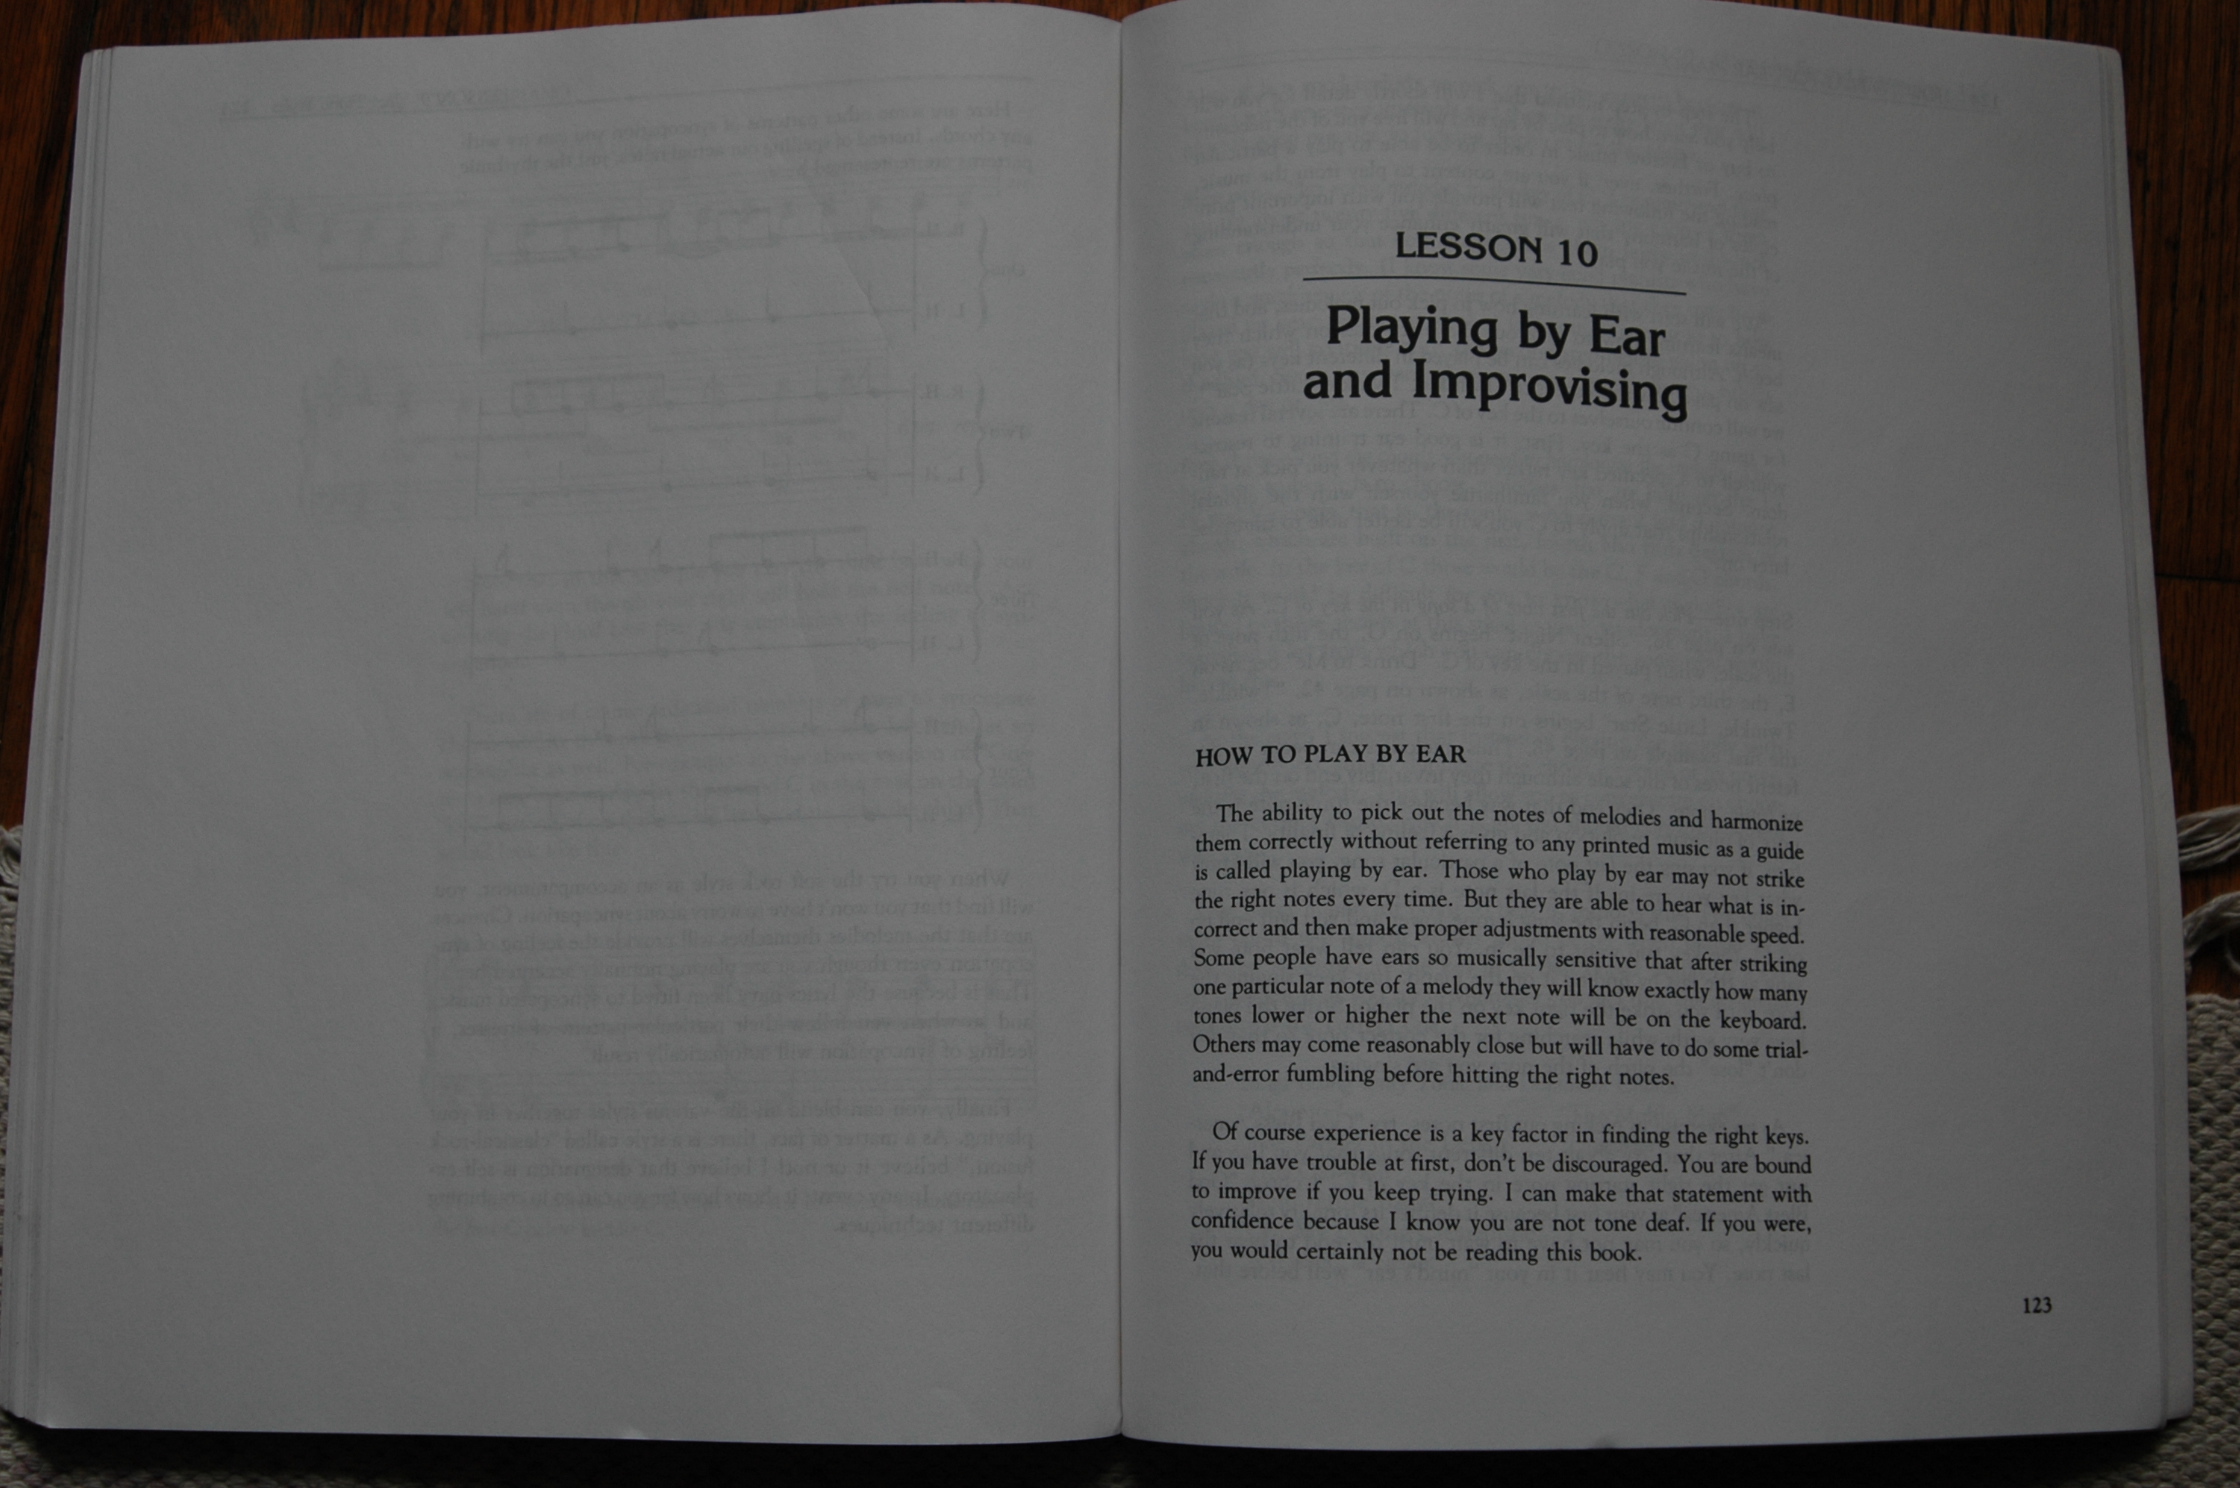 LESSON 10
Playing by Ear
and Improvising
HOW TO PLAY BY EAR
The ability to pick out the notes of melodies and harmonize
them correctly without referring to any printed music as a guide
is called playing by ear. Those who play by ear may not strike
the right notes every time. But they are able to hear what is in-
correct and then make proper adjustments with reasonable speed.
Some people have ears so musically sensitive that after striking
one particular note of a melody they will know exactly how many
tones lower or higher the next note will be on the keyboard.
Others may come reasonably close but will have to do some trial-
and-error fumbling before hitting the right notes.
Of course experience is a key factor in finding the right keys.
If you have trouble at first, don't be discouraged. You are bound
to improve if you keep trying. I can make that statement with
confidence because I know you are not tone deaf. If you were,
you would certainly not be reading this book.
123